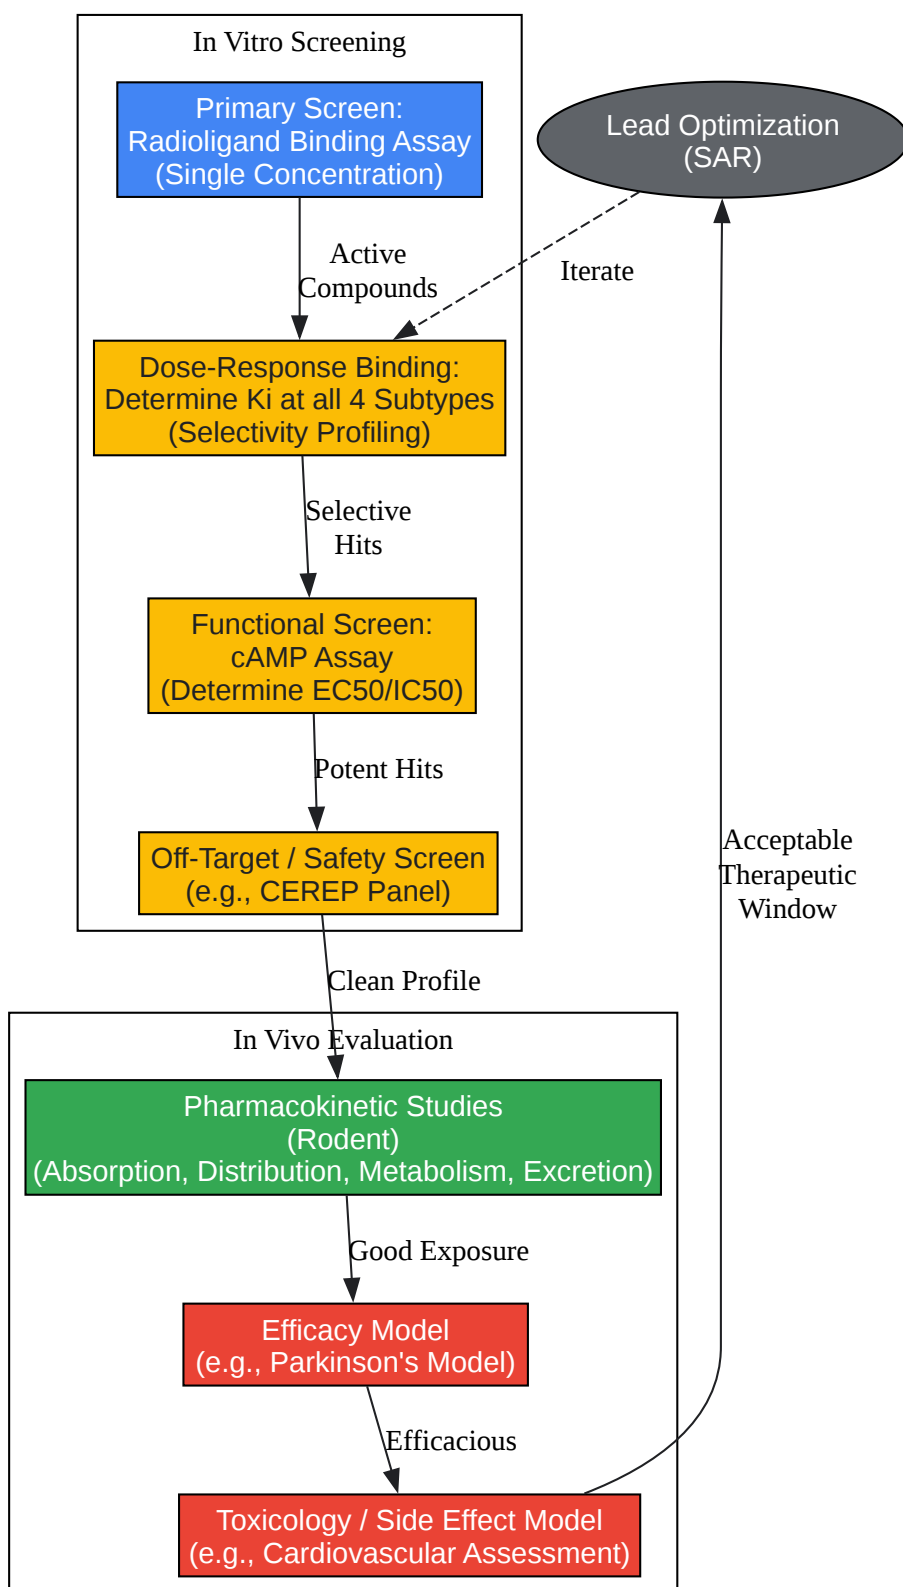 In Vitro Screening
Primary Screen:
Radioligand Binding Assay
(Single Concentration)
Lead Optimization
(SAR)
Active
Compounds
Iterate
Dose-Response Binding:
Determine Ki at all 4 Subtypes
(Selectivity Profiling)
Selective
Hits
Functional Screen:
cAMP Assay
(Determine EC50/IC50)
Potent Hits
Off-Target / Safety Screen
(e.g., CEREP Panel)
Acceptable
Therapeutic
Window
Clean Profile
In Vivo Evaluation
Pharmacokinetic Studies
(Rodent)
(Absorption, Distribution, Metabolism, Excretion)
Good Exposure
Efficacy Model
(e.g., Parkinson's Model)
Efficacious
Toxicology / Side Effect Model
(e.g., Cardiovascular Assessment)